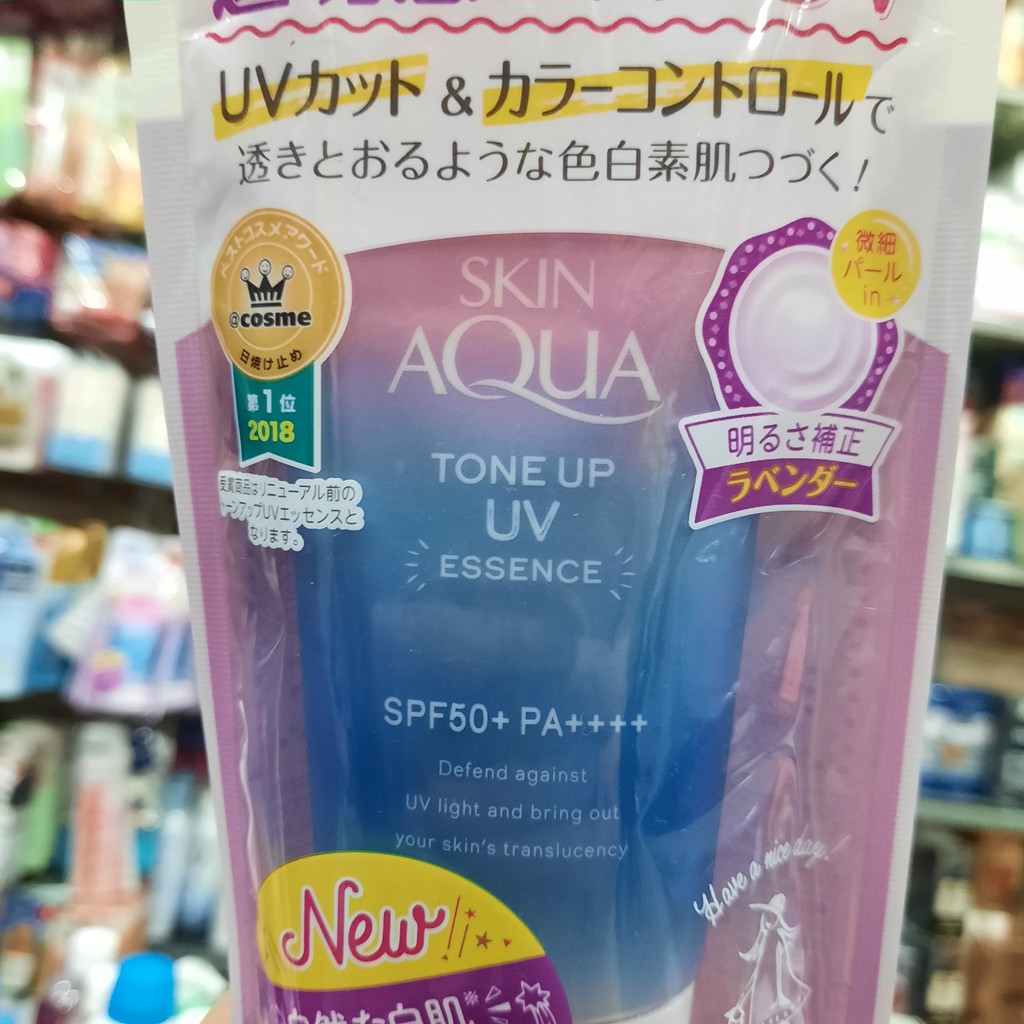 UVカット & カラーコントロールで
透きとおるような色白素肌つづく!
ベストコスメアワード
@cosme
日焼け止め
第1位
2018
受賞商品はリニューアル前の
トーンアップUVエッセンスと
なります。
SKIN
AQUA
TONE UP
UV
ESSENCE
微細
パール
in
明るさ補正
ラベンダー
SPF50+ PA++++
Defend against
UV light and bring out
your skin's translucency
New!!
Have a nice day.
自然な白肌※